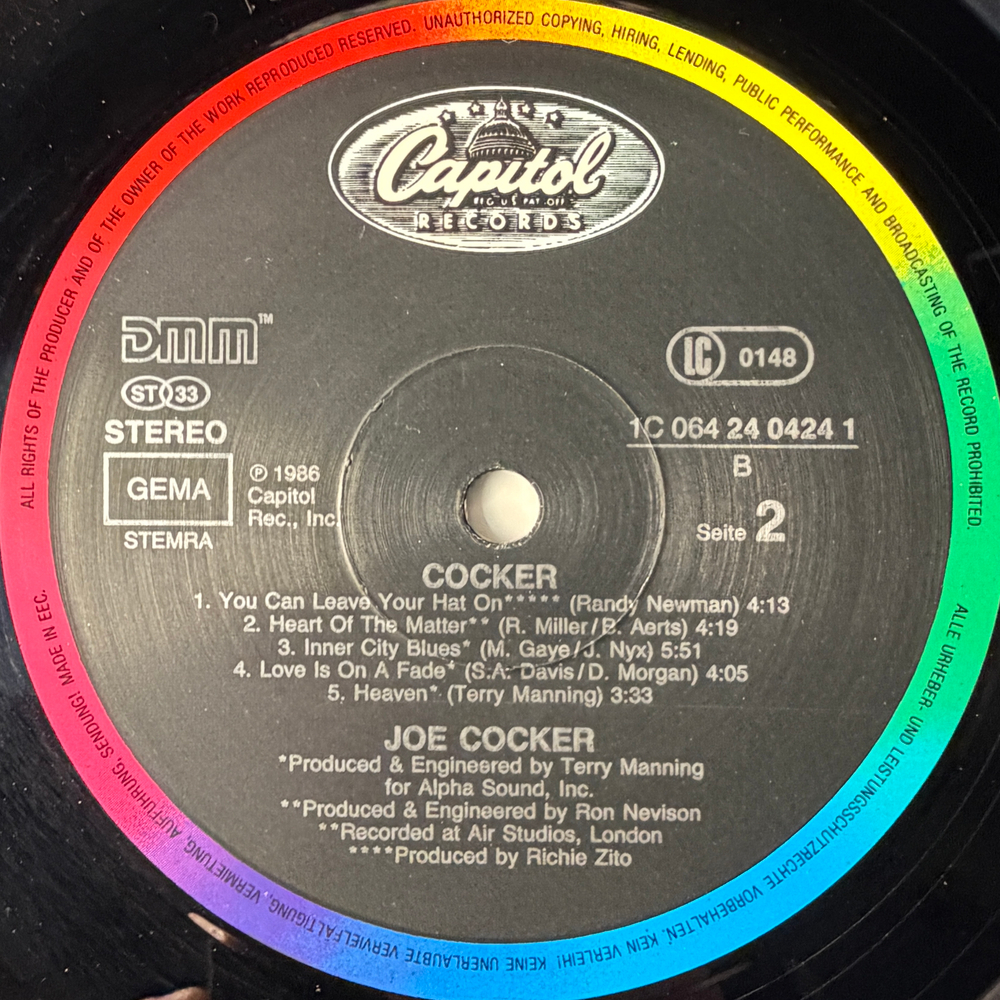 ALL RIGHTS OF THE PRODUCER AND OF THE OWNER OF THE WORK REPRODUCED RESERVED. UNAUTHORIZED COPYING, HIRING, LENDING, PUBLIC PERFORMANCE AND BROADCASTING OF THE RECORD PROHIBITED.
Capitol
REG. U.S. PAT. OFF.
RECORDS
DMM™
ST 33
STEREO
GEMA
STEMRA
℗ 1986
Capitol
Rec., Inc.
LC 0148
1C 064 24 0424 1
B
Seite 2
COCKER
1. You Can Leave Your Hat On***** (Randy Newman) 4:13
2. Heart Of The Matter** (R. Miller/B. Aerts) 4:19
3. Inner City Blues* (M. Gaye/J. Nyx) 5:51
4. Love Is On A Fade* (S.A. Davis/D. Morgan) 4:05
5. Heaven* (Terry Manning) 3:33
JOE COCKER
*Produced & Engineered by Terry Manning
for Alpha Sound, Inc.
**Produced & Engineered by Ron Nevison
**Recorded at Air Studios, London
****Produced by Richie Zito
ALLE URHEBER- UND LEISTUNGSSCHUTZRECHTE VORBEHALTEN. KEIN VERLEIH! KEINE UNERLAUBTE VERVIELFÄLTIGUNG, VERMIETUNG, AUFFÜHRUNG, SENDUNG! MADE IN EEC.